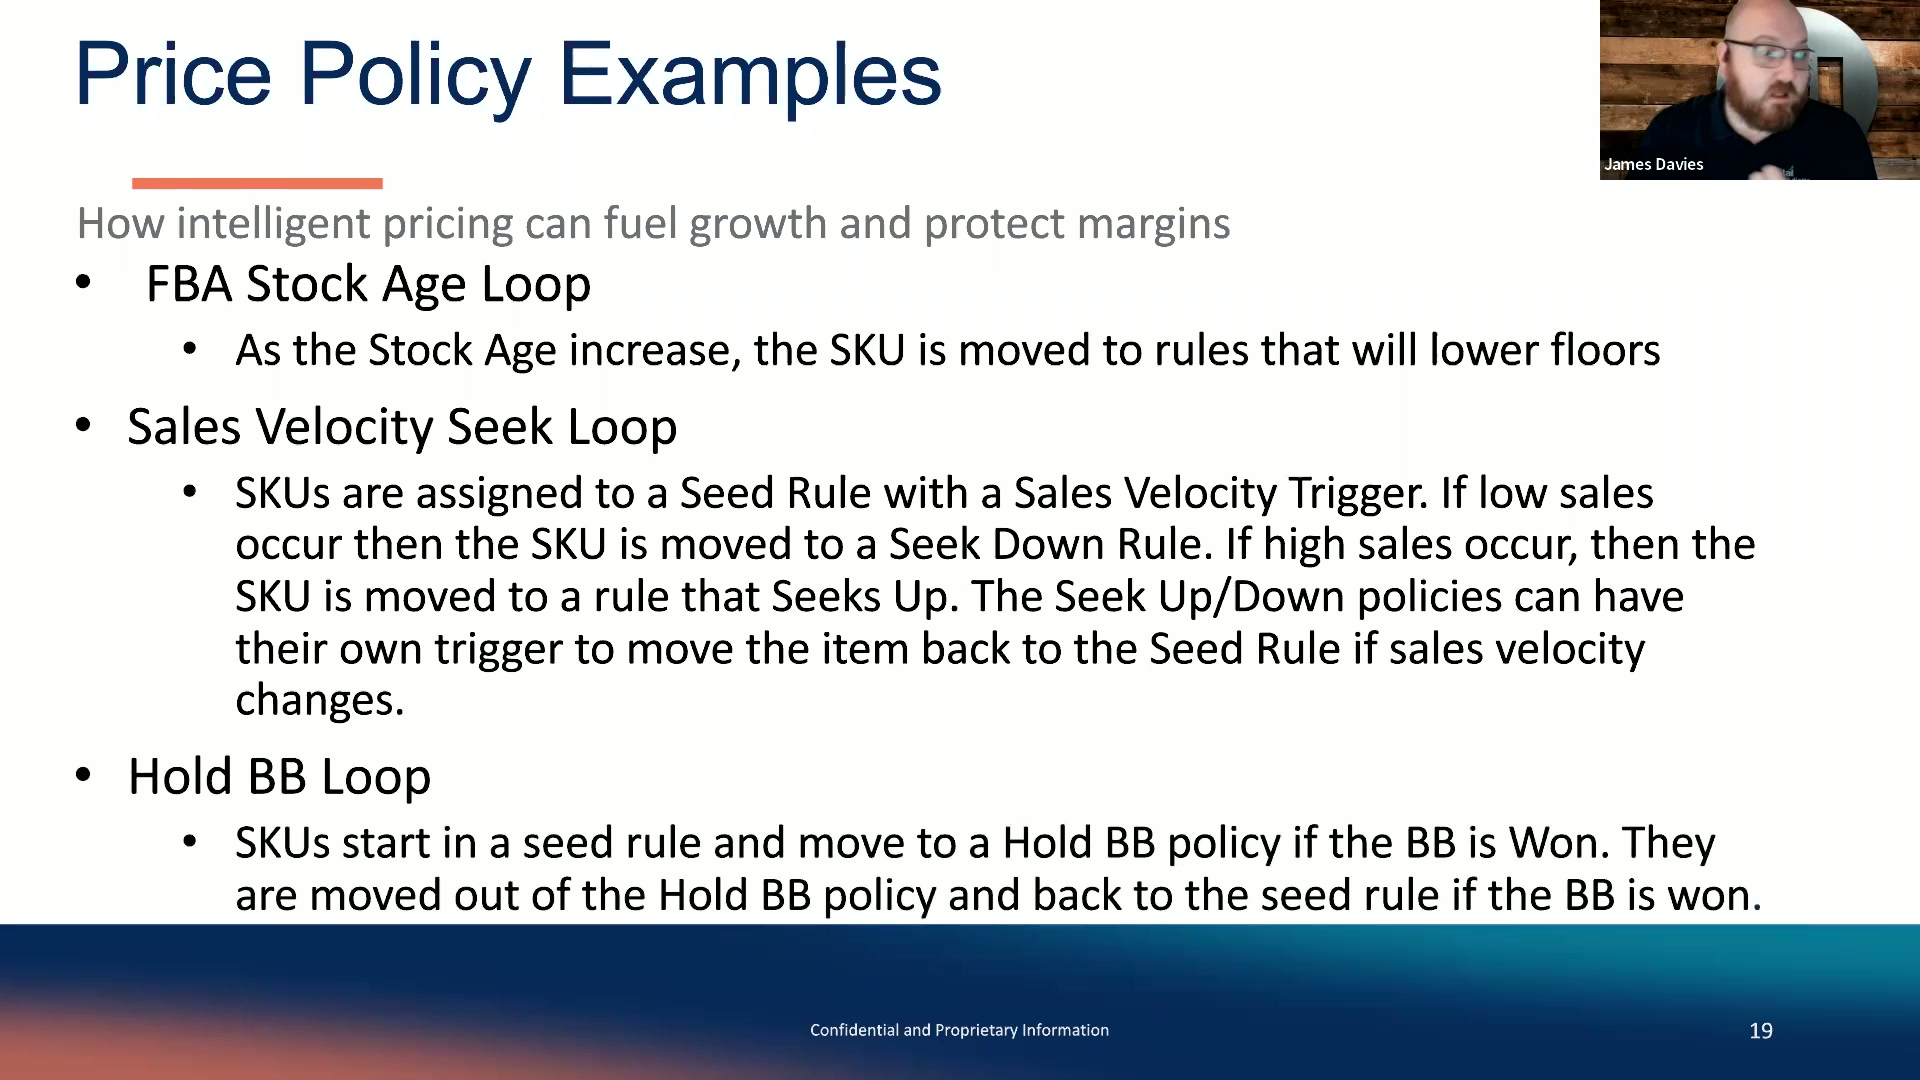 Price Policy Examples
James Davies
How intelligent pricing can fuel growth and protect margins
• FBA Stock Age Loop
• As the Stock Age increase, the SKU is moved to rules that will lower floors
• Sales Velocity Seek Loop
• SKUs are assigned to a Seed Rule with a Sales Velocity Trigger. If low sales
occur then the SKU is moved to a Seek Down Rule. If high sales occur, then the
SKU is moved to a rule that Seeks Up. The Seek Up/Down policies can have
their own trigger to move the item back to the Seed Rule if sales velocity
changes.
• Hold BB Loop
• SKUs start in a seed rule and move to a Hold BB policy if the BB is Won. They
are moved out of the Hold BB policy and back to the seed rule if the BB is won.
Confidential and Proprietary Information
19